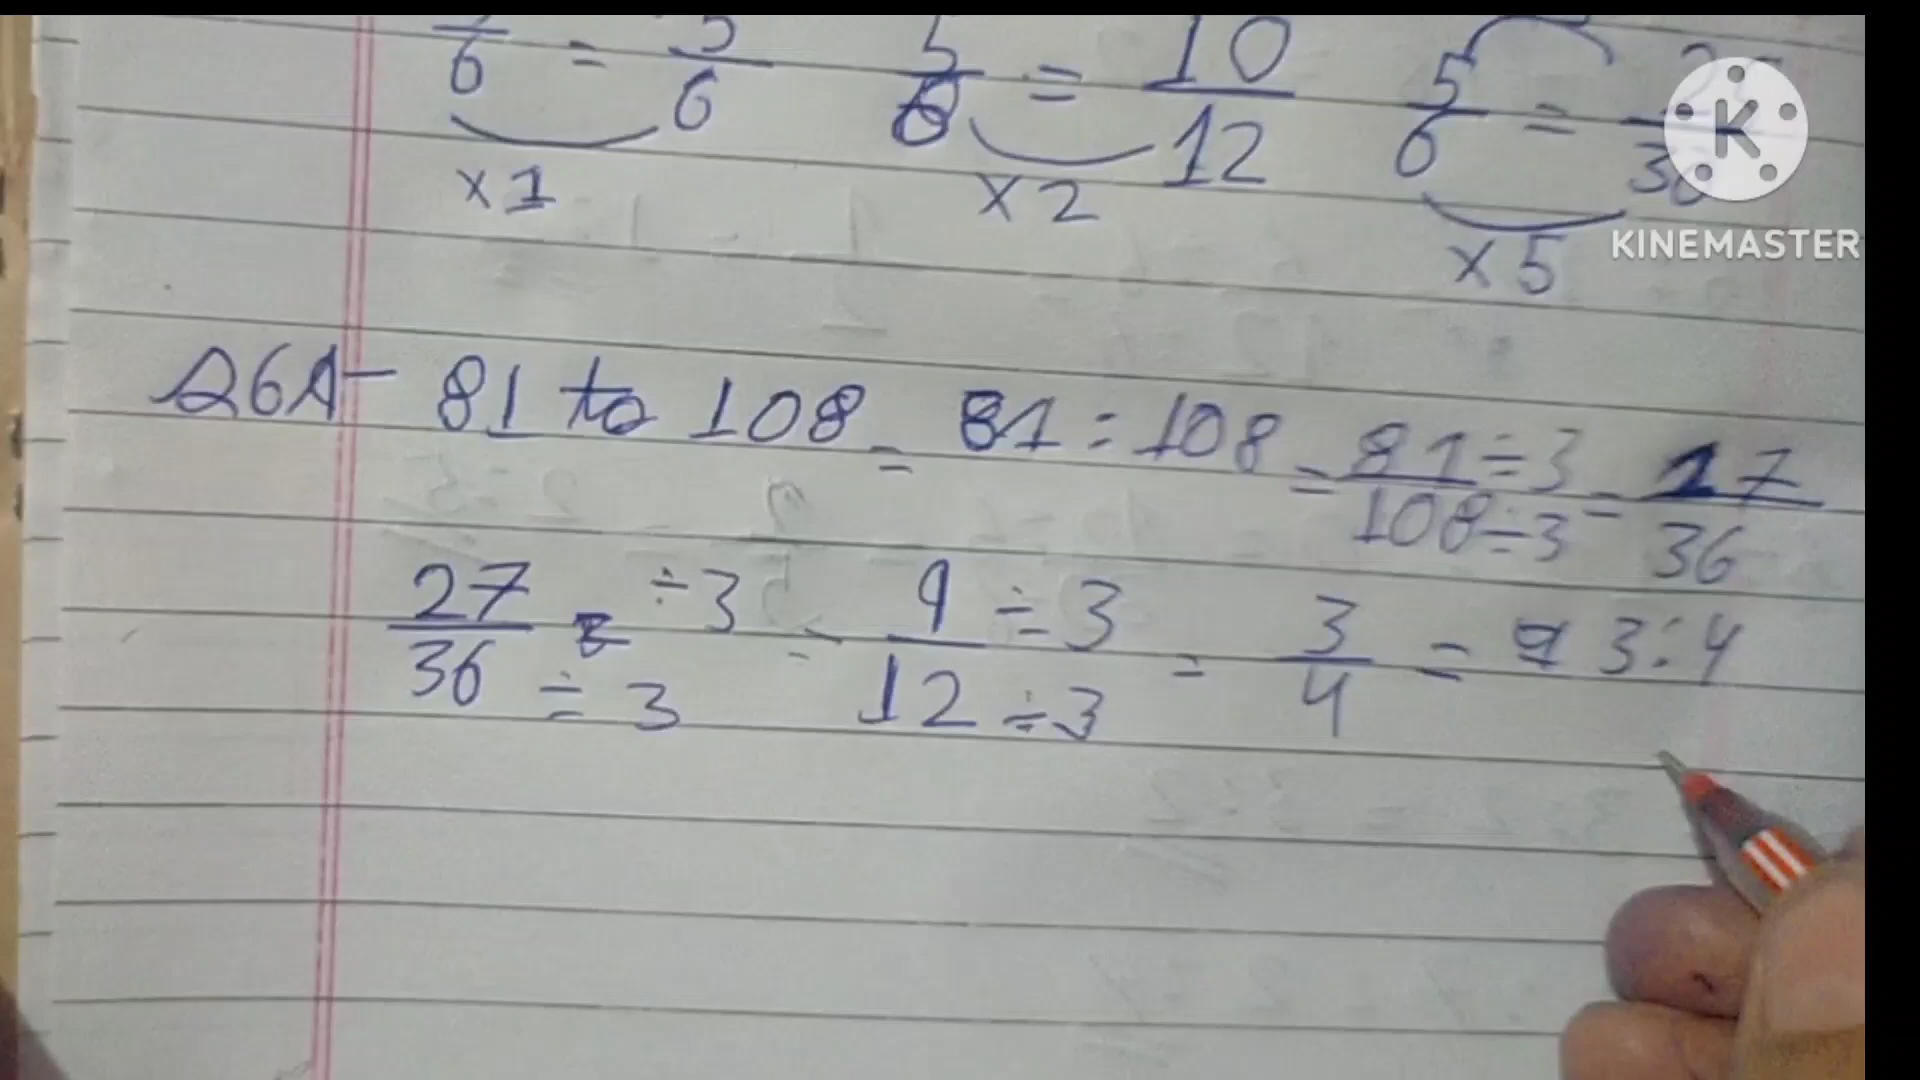 /6 = 5/6 5/6 = 10/12 5/6 =
×1 ×2 ×5
KINEMASTER
Q6A- 81 to 108 = 81 : 108 = 81÷3/108÷3 = 27/36
27÷3/36÷3 = 9÷3/12÷3 = 3/4 = 3:4